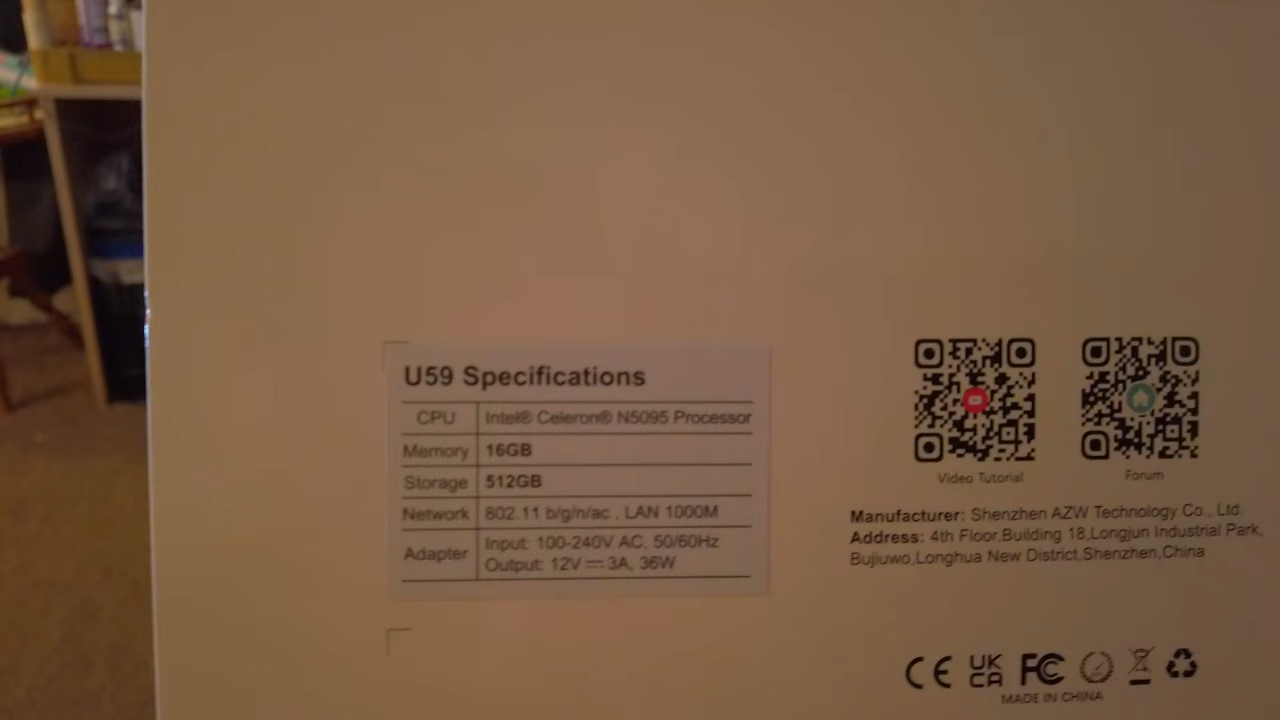 U59 Specifications
CPU Intel® Celeron® N5095 Processor
Memory 16GB
Storage 512GB
Network 802.11 b/g/n/ac , LAN 1000M
Adapter Input: 100-240V AC, 50/60Hz
Output: 12V⎓3A, 36W
Video Tutorial
Forum
Manufacturer: Shenzhen AZW Technology Co., Ltd.
Address: 4th Floor,Building 18,Longjun Industrial Park,
Bujiuwo,Longhua New District,Shenzhen,China
CE UK CA FC
MADE IN CHINA